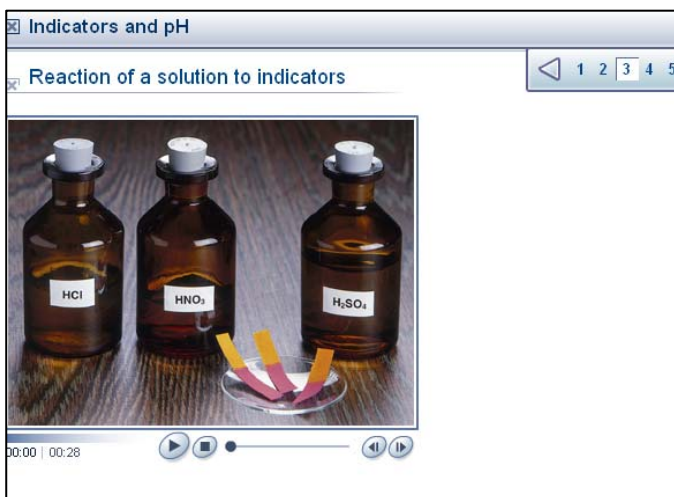 Indicators and pH
Reaction of a solution to indicators
1 2 3 4 5
HCl
HNO₃
H₂SO₄
00:00 | 00:28